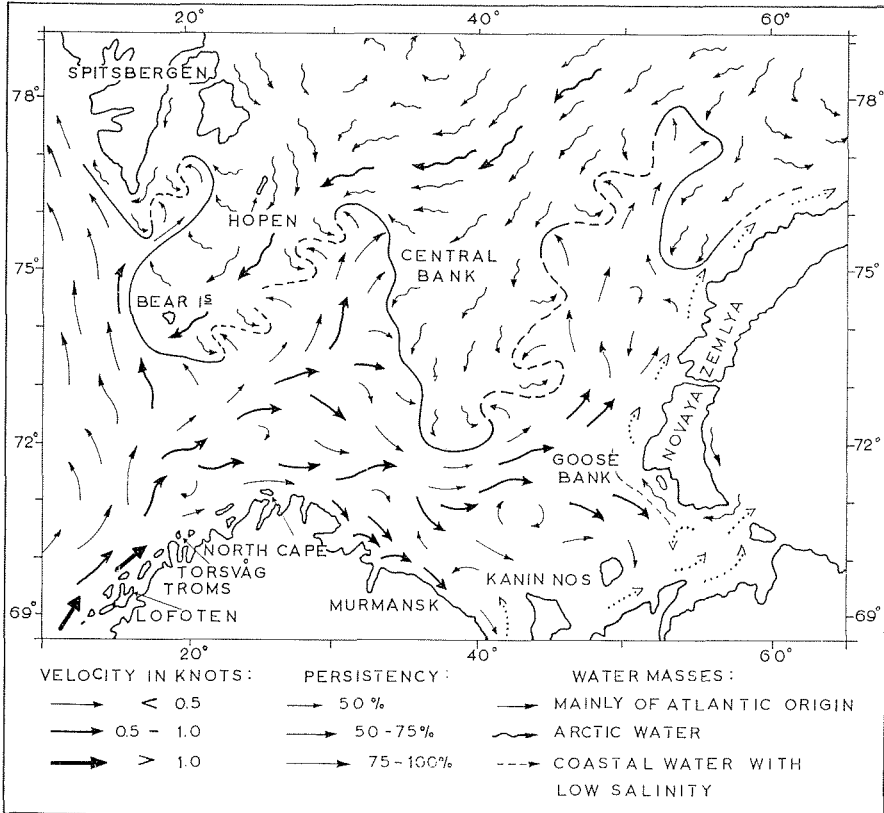 20° 40° 60°
SPITSBERGEN
78° 78°
HOPEN
CENTRAL
BANK
75° 75°
BEAR IS
NOVAYA ZEMLYA
72° 72°
GOOSE
BANK
NORTH CAPE
TORSVÅG
TROMS
KANIN NOS
LOFOTEN
MURMANSK
69° 69°
20° 40° 60°
VELOCITY IN KNOTS: PERSISTENCY: WATER MASSES:
< 0.5 50% MAINLY OF ATLANTIC ORIGIN
0.5 - 1.0 50-75% ARCTIC WATER
> 1.0 75-100% COASTAL WATER WITH
LOW SALINITY